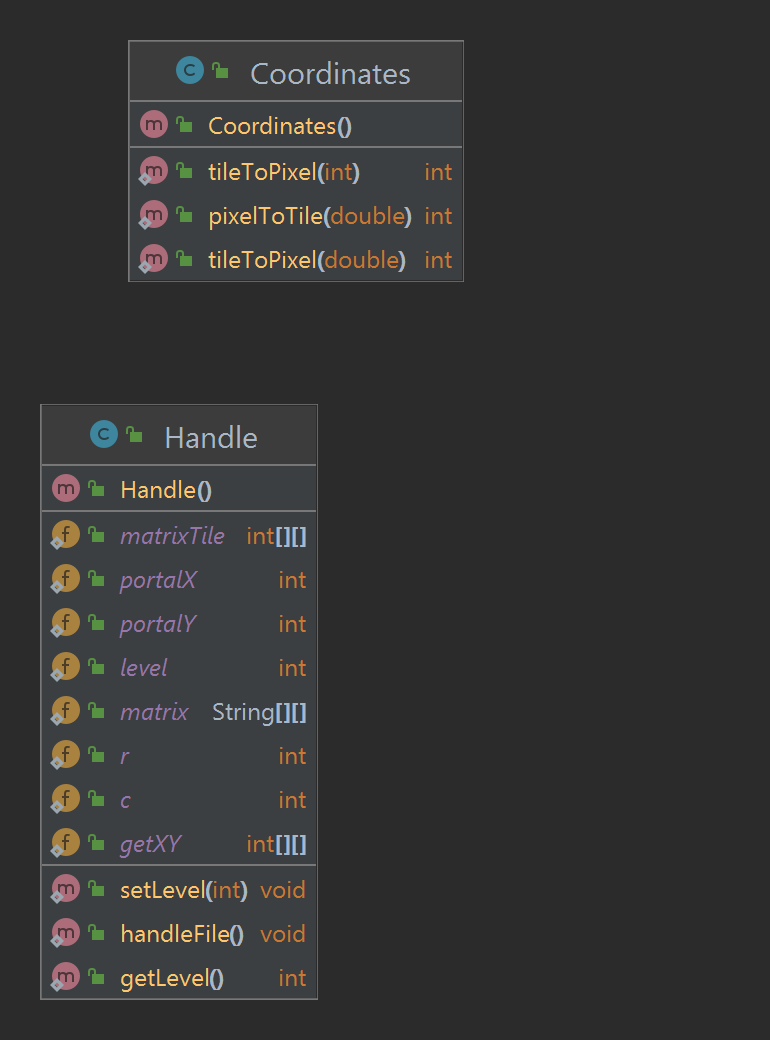 Coordinates
Coordinates()
tileToPixel(int) int
pixelToTile(double) int
tileToPixel(double) int
Handle
Handle()
matrixTile int[][]
portalX int
portalY int
level int
matrix String[][]
r int
c int
getXY int[][]
setLevel(int) void
handleFile() void
getLevel() int